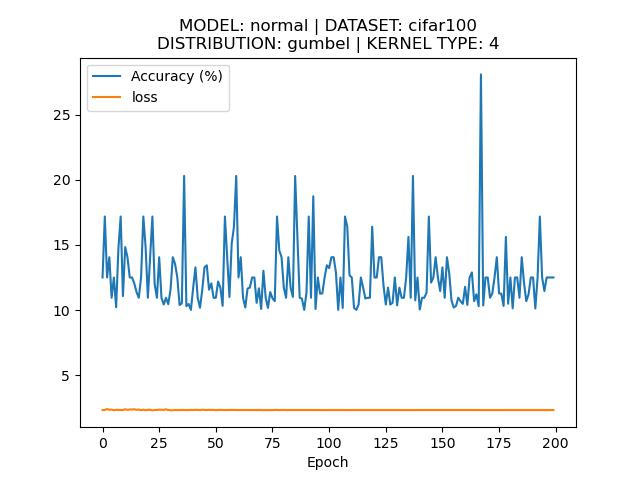 MODEL: normal | DATASET: cifar100
DISTRIBUTION: gumbel | KERNEL TYPE: 4
Accuracy (%)
loss
25
20
15
10
5
0
25
50
75
100
125
150
175
200
Epoch